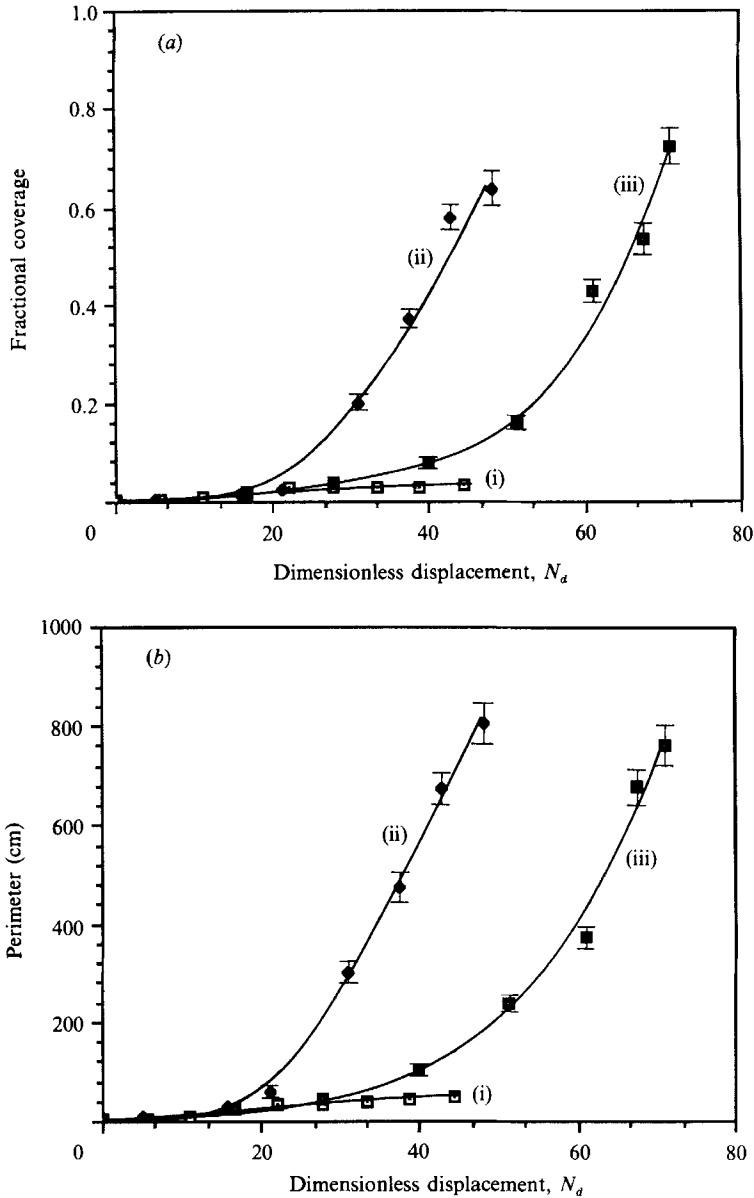 (a)
1.0
0.8
0.6
0.4
0.2
0
20
40
60
80
Fractional coverage
(ii)
(iii)
(i)
Dimensionless displacement, N_d
(b)
1000
800
600
400
200
0
20
40
60
80
Perimeter (cm)
(ii)
(iii)
(i)
Dimensionless displacement, N_d